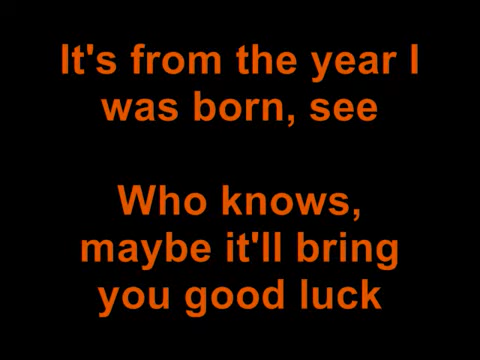 It's from the year I
was born, see
Who knows,
maybe it'll bring
you good luck